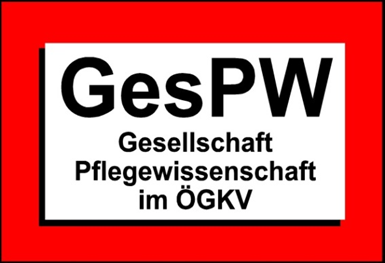 GesPW
Gesellschaft
Pflegewissenschaft
im ÖGKV